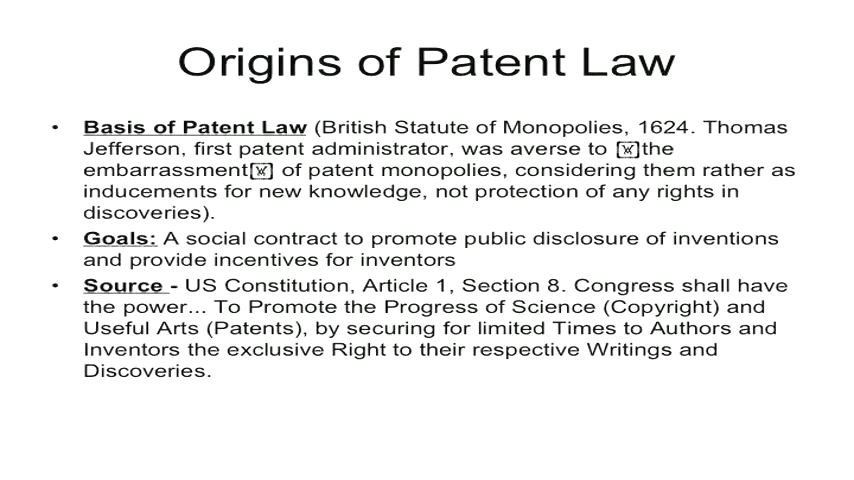 Origins of Patent Law
• Basis of Patent Law (British Statute of Monopolies, 1624. Thomas
Jefferson, first patent administrator, was averse to the
embarrassment of patent monopolies, considering them rather as
inducements for new knowledge, not protection of any rights in
discoveries).
• Goals: A social contract to promote public disclosure of inventions
and provide incentives for inventors
• Source - US Constitution, Article 1, Section 8. Congress shall have
the power... To Promote the Progress of Science (Copyright) and
Useful Arts (Patents), by securing for limited Times to Authors and
Inventors the exclusive Right to their respective Writings and
Discoveries.